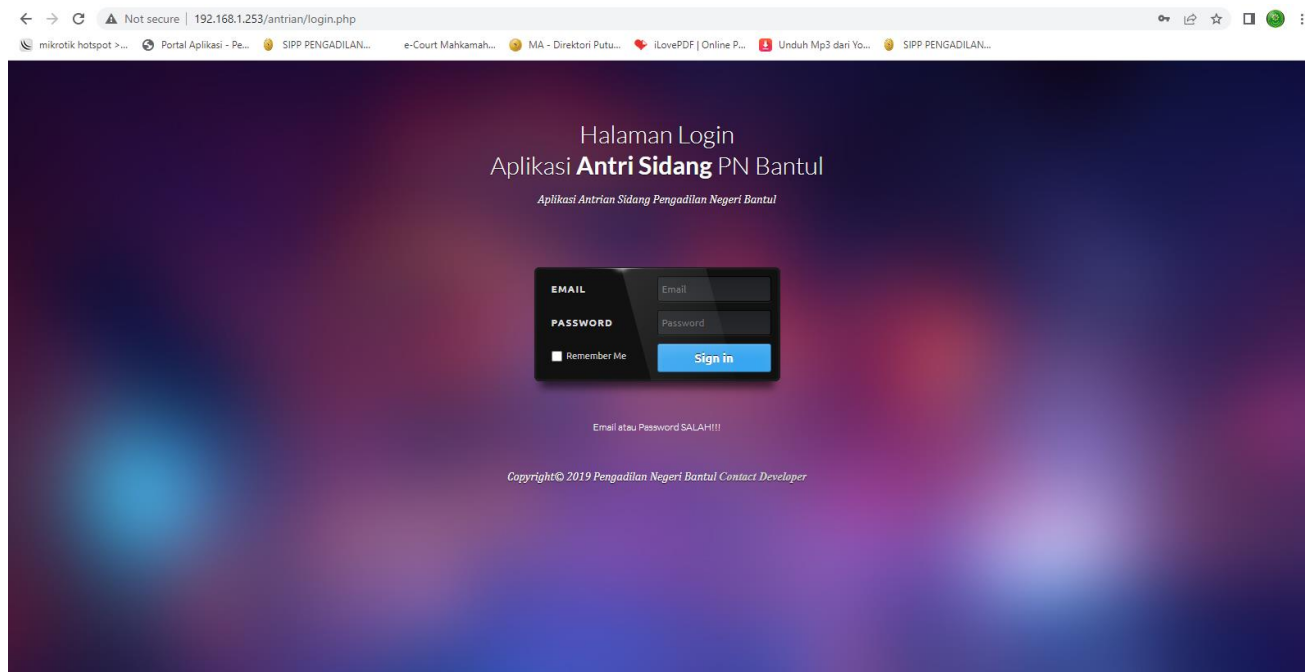 Not secure | 192.168.1.253/antrian/login.php
mikrotik hotspot >... Portal Aplikasi - Pe... SIPP PENGADILAN... e-Court Mahkamah... MA - Direktori Putu... iLovePDF | Online P... Unduh Mp3 dari Yo... SIPP PENGADILAN...
Halaman Login
Aplikasi Antri Sidang PN Bantul
Aplikasi Antrian Sidang Pengadilan Negeri Bantul
EMAIL Email
PASSWORD Password
Remember Me Sign in
Email atau Password SALAH!!!
Copyright© 2019 Pengadilan Negeri Bantul Contact Developer